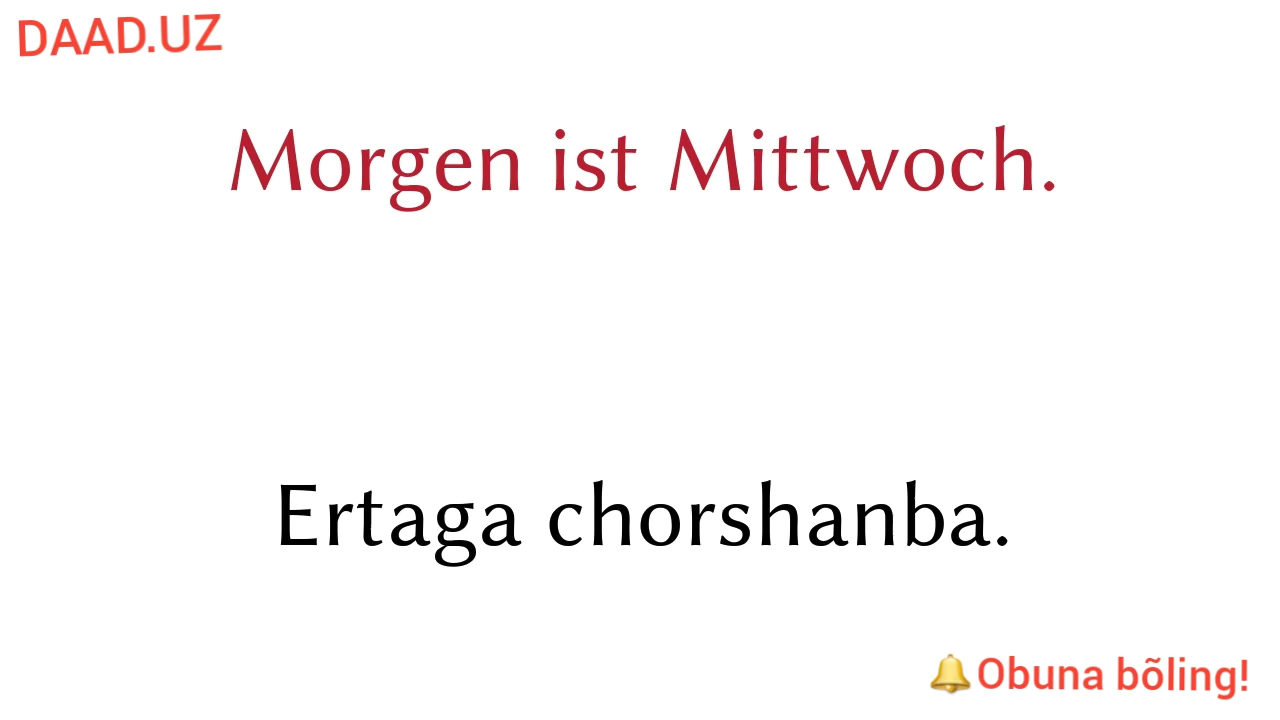 DAAD.UZ
Morgen ist Mittwoch.
Ertaga chorshanba.
🔔Obuna bõling!